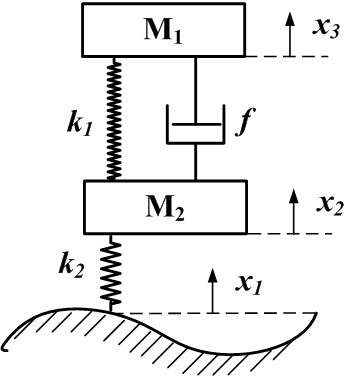 M₁
x₃
k₁
f
M₂
x₂
k₂
x₁